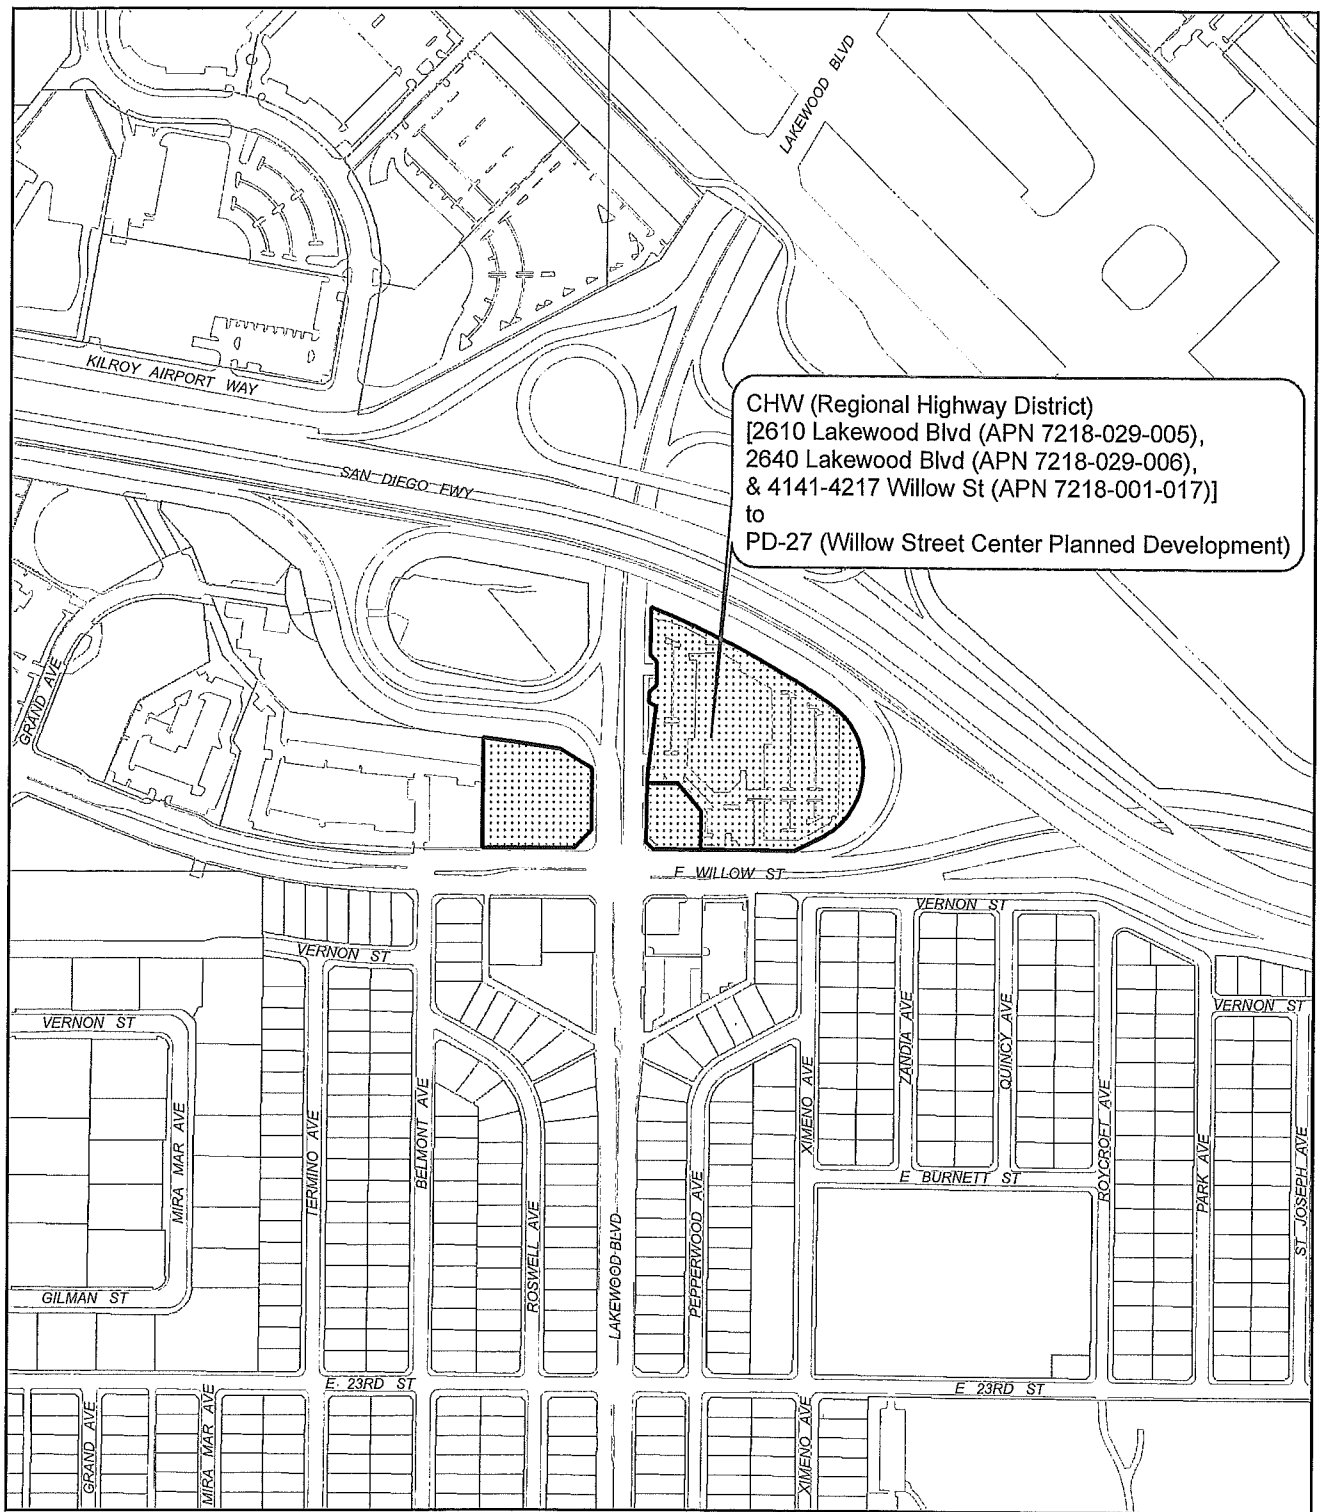 LAKEWOOD BLVD
KILROY AIRPORT WAY
CHW (Regional Highway District)
[2610 Lakewood Blvd (APN 7218-029-005),
2640 Lakewood Blvd (APN 7218-029-006),
& 4141-4217 Willow St (APN 7218-001-017)]
to
PD-27 (Willow Street Center Planned Development)
SAN DIEGO FWY
GRAND AVE
E WILLOW ST
VERNON ST
VERNON ST
VERNON ST
VERNON ST
MIRA MAR AVE
TERMINO AVE
BELMONT AVE
ROSWELL AVE
LAKEWOOD BLVD
PEPPERWOOD AVE
XIMENO AVE
ZANDIA AVE
QUINCY AVE
ROYCROFT AVE
PARK AVE
ST JOSEPH AVE
E BURNETT ST
GILMAN ST
E 23RD ST
E 23RD ST
GRAND AVE
MIRA MAR AVE
XIMENO AVE